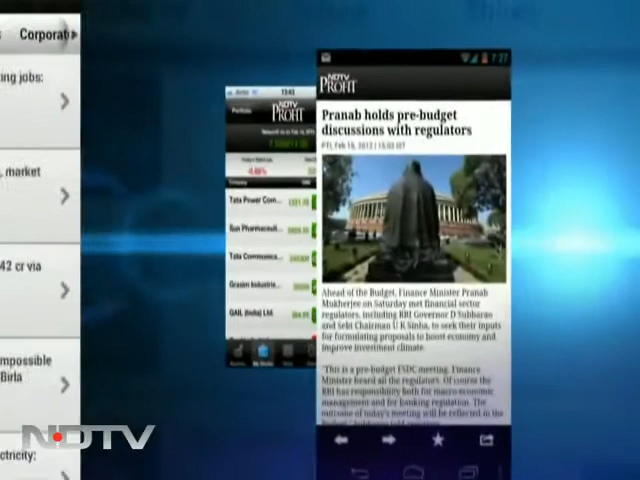 Corporat
ing jobs:
, market
42 cr via
mpossible
Birla
ctricity:
NDTV
13:43
NDTV
PROFIT
Portfolio
Company
Tata Power Com...
Sun Pharmaceuti...
Tata Communica...
Grasim Industrie...
GAIL (India) Ltd.
7:27
NDTV
PROFIT
Pranab holds pre-budget
discussions with regulators
PTI, Feb 18, 2012 | 15:03 IST
Ahead of the Budget, Finance Minister Pranab
Mukherjee on Saturday met financial sector
regulators, including RBI Governor D Subbarao
and Sebi Chairman U K Sinha, to seek their inputs
for formulating proposals to boost economy and
improve investment climate.
"This is a pre-budget FSDC meeting. Finance
Minister heard all the regulators. Of course the
RBI has responsibility both for macro-economic
management and for banking regulation. The
outcome of today's meeting will be reflected in the